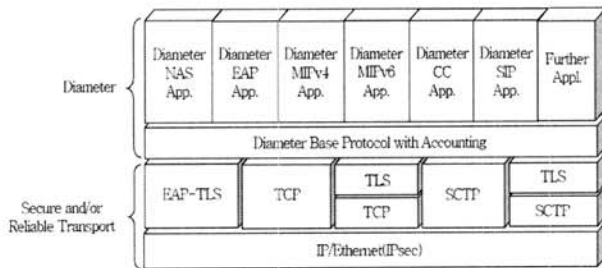 Diameter
NAS
App.
Diameter
EAP
App.
Diameter
MIPv4
App.
Diameter
MIPv6
App.
Diameter
CC
App.
Diameter
SIP
App.
Further
Appl.
Diameter
Diameter Base Protocol with Accounting
EAP-TLS
TCP
TLS
TCP
SCTP
TLS
SCTP
Secure and/or
Reliable Transport
IP/Ethernet(IPsec)